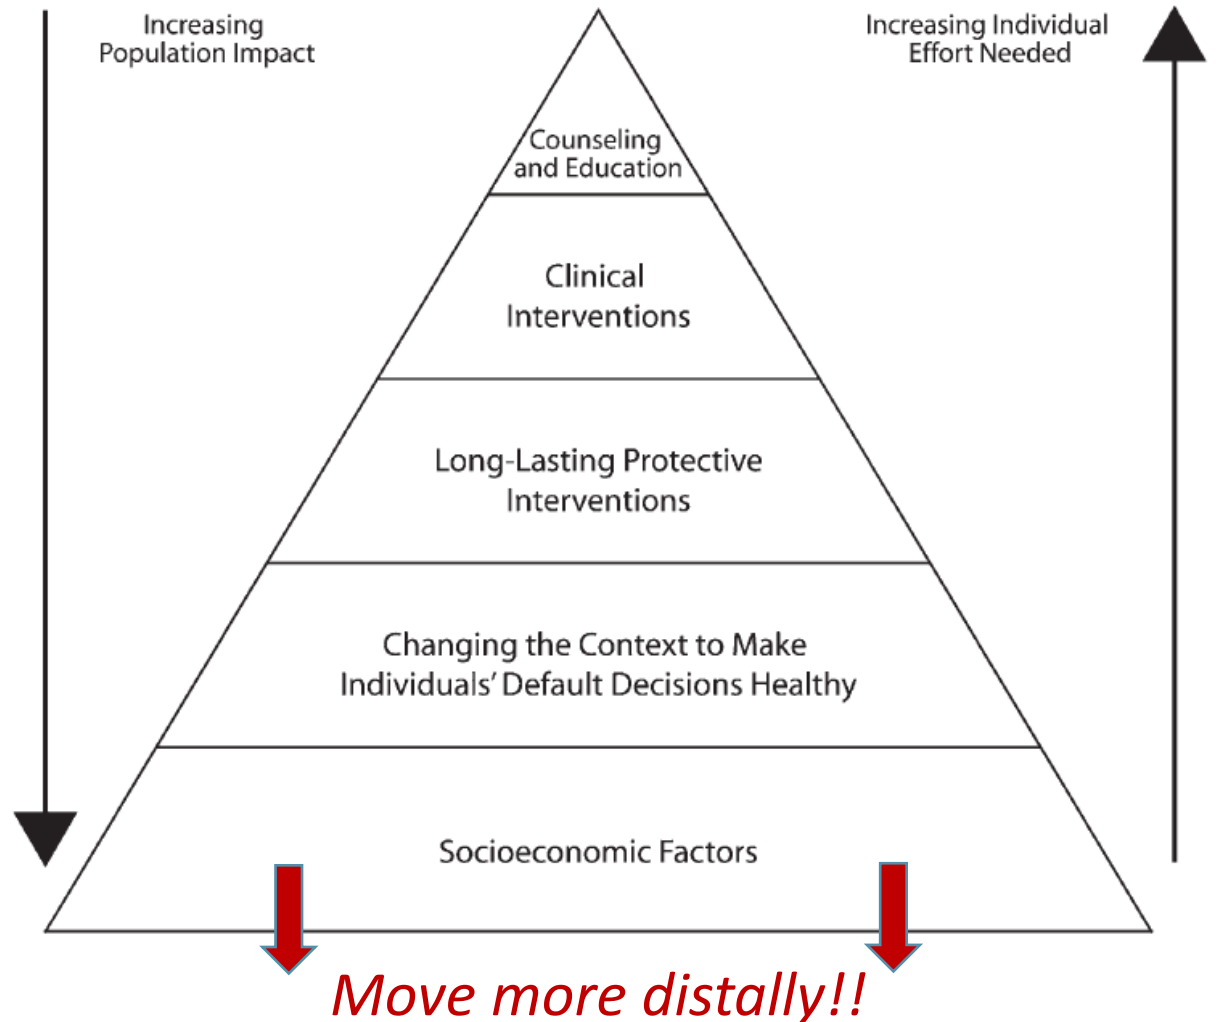 Increasing
Population Impact
Increasing Individual
Effort Needed
Counseling
and Education
Clinical
Interventions
Long-Lasting Protective
Interventions
Changing the Context to Make
Individuals' Default Decisions Healthy
Socioeconomic Factors
Move more distally!!